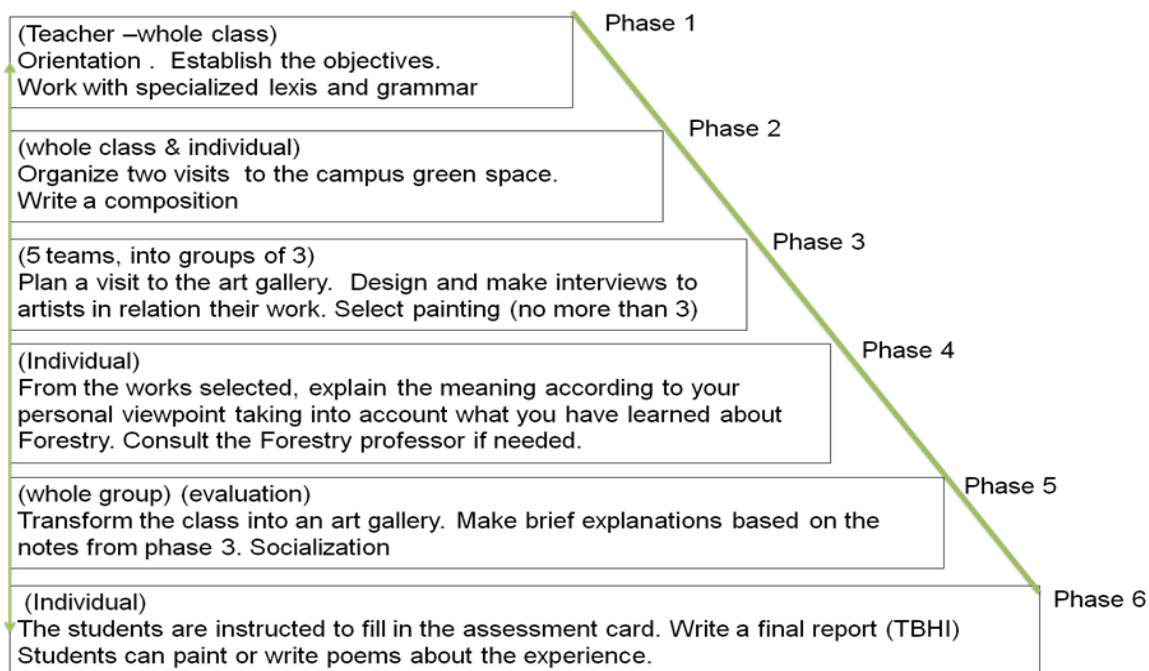 Phase 1
(Teacher –whole class)
Orientation . Establish the objectives.
Work with specialized lexis and grammar
Phase 2
(whole class & individual)
Organize two visits to the campus green space.
Write a composition
Phase 3
(5 teams, into groups of 3)
Plan a visit to the art gallery. Design and make interviews to
artists in relation their work. Select painting (no more than 3)
Phase 4
(Individual)
From the works selected, explain the meaning according to your
personal viewpoint taking into account what you have learned about
Forestry. Consult the Forestry professor if needed.
Phase 5
(whole group) (evaluation)
Transform the class into an art gallery. Make brief explanations based on the
notes from phase 3. Socialization
Phase 6
(Individual)
The students are instructed to fill in the assessment card. Write a final report (TBHI)
Students can paint or write poems about the experience.